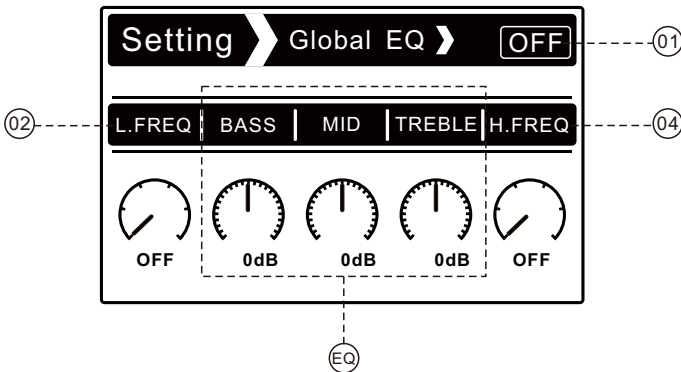 Setting Global EQ OFF 01
02 L.FREQ BASS MID TREBLE H.FREQ 04
OFF 0dB 0dB 0dB OFF
EQ